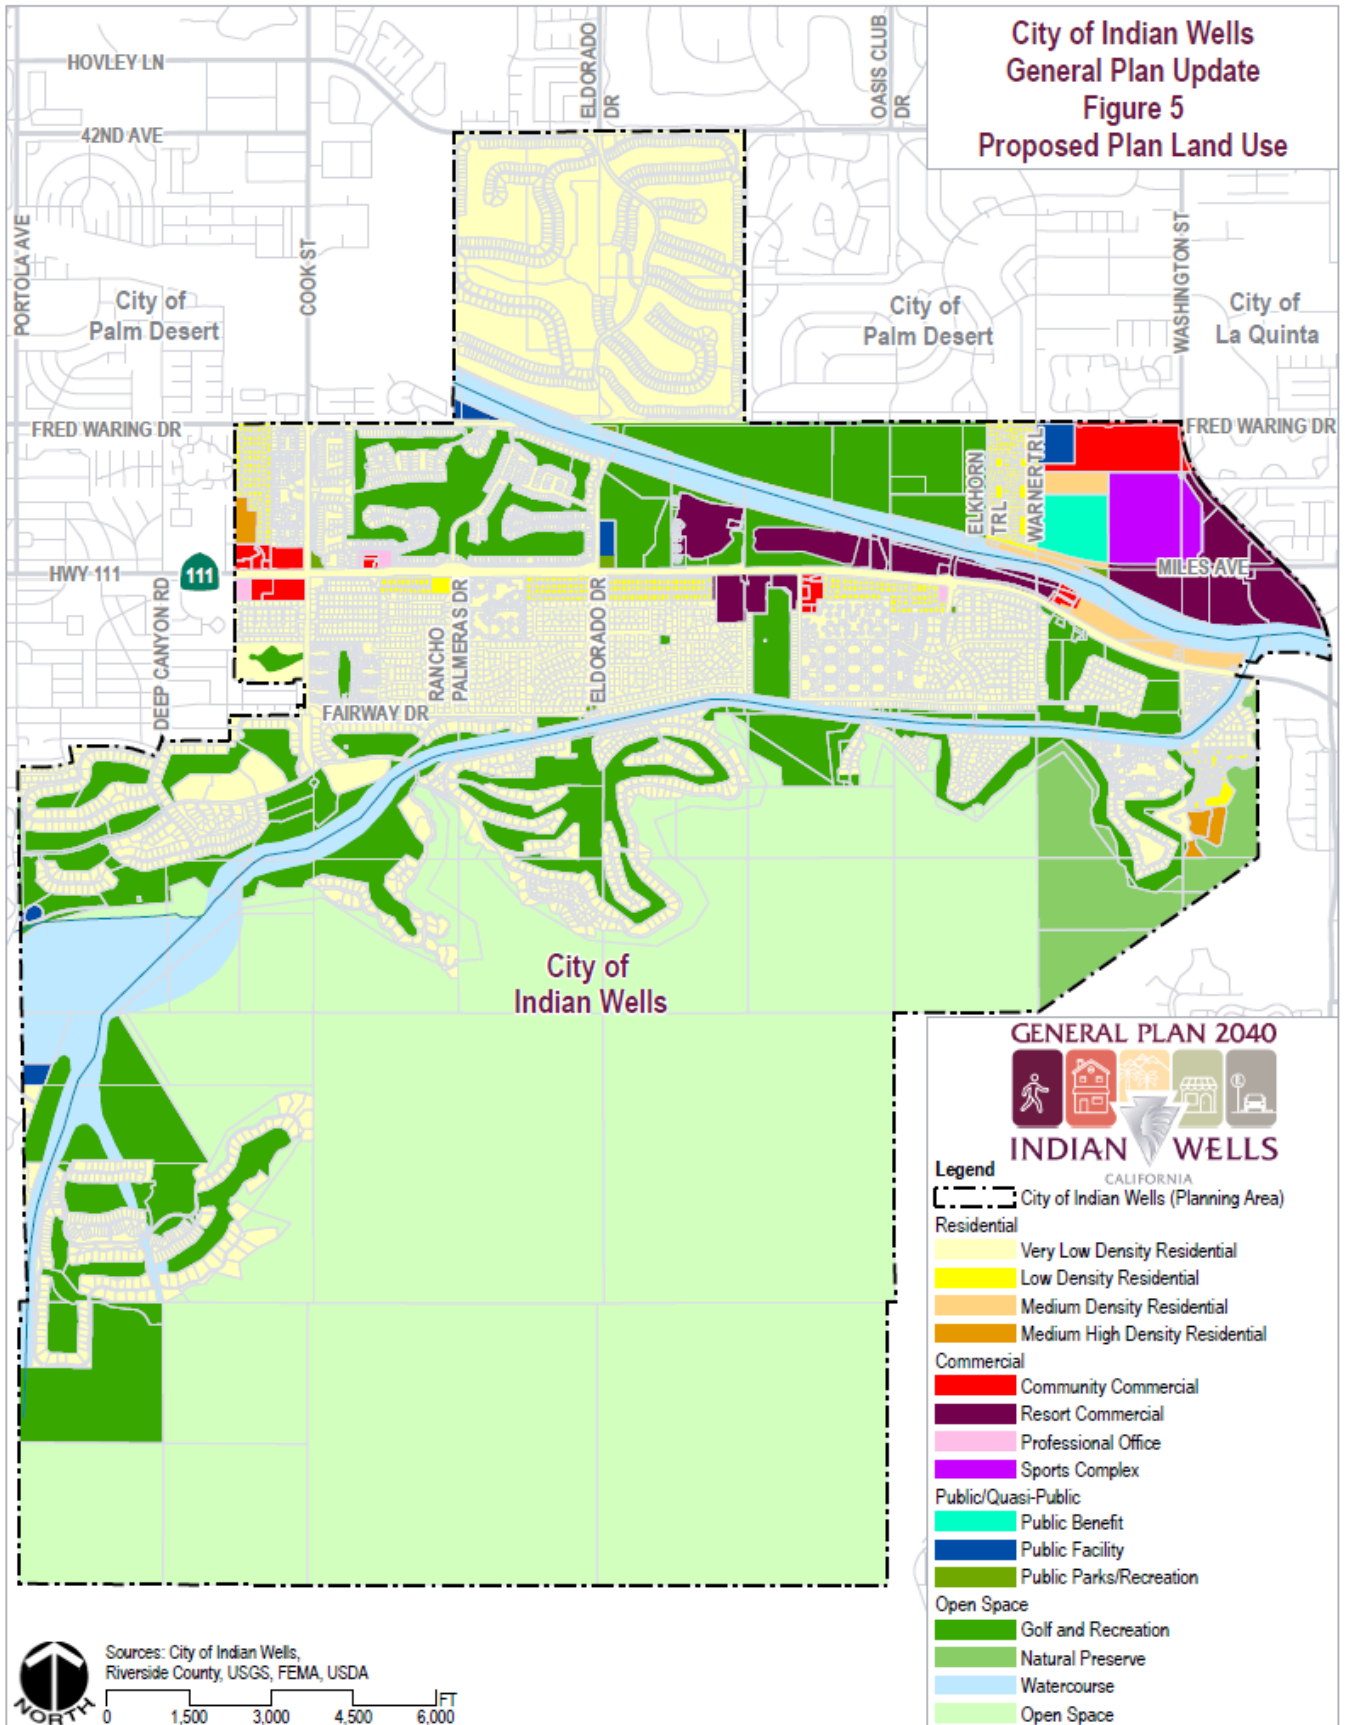 City of Indian Wells
General Plan Update
Figure 5
Proposed Plan Land Use
HOVLEY LN
42ND AVE
ELDORADO
DR
OASIS CLUB
DR
PORTOLA AVE
COOK ST
WASHINGTON ST
City of
Palm Desert
City of
Palm Desert
City of
La Quinta
FRED WARING DR
FRED WARING DR
ELKHORN
TRL
WARNER TRL
HWY 111
111
MILES AVE
DEEP CANYON RD
RANCHO
PALMERAS DR
ELDORADO DR
FAIRWAY DR
City of
Indian Wells
GENERAL PLAN 2040
INDIAN WELLS
CALIFORNIA
Legend
City of Indian Wells (Planning Area)
Residential
Very Low Density Residential
Low Density Residential
Medium Density Residential
Medium High Density Residential
Commercial
Community Commercial
Resort Commercial
Professional Office
Sports Complex
Public/Quasi-Public
Public Benefit
Public Facility
Public Parks/Recreation
Open Space
Golf and Recreation
Natural Preserve
Watercourse
Open Space
NORTH
Sources: City of Indian Wells,
Riverside County, USGS, FEMA, USDA
FT
0 1,500 3,000 4,500 6,000